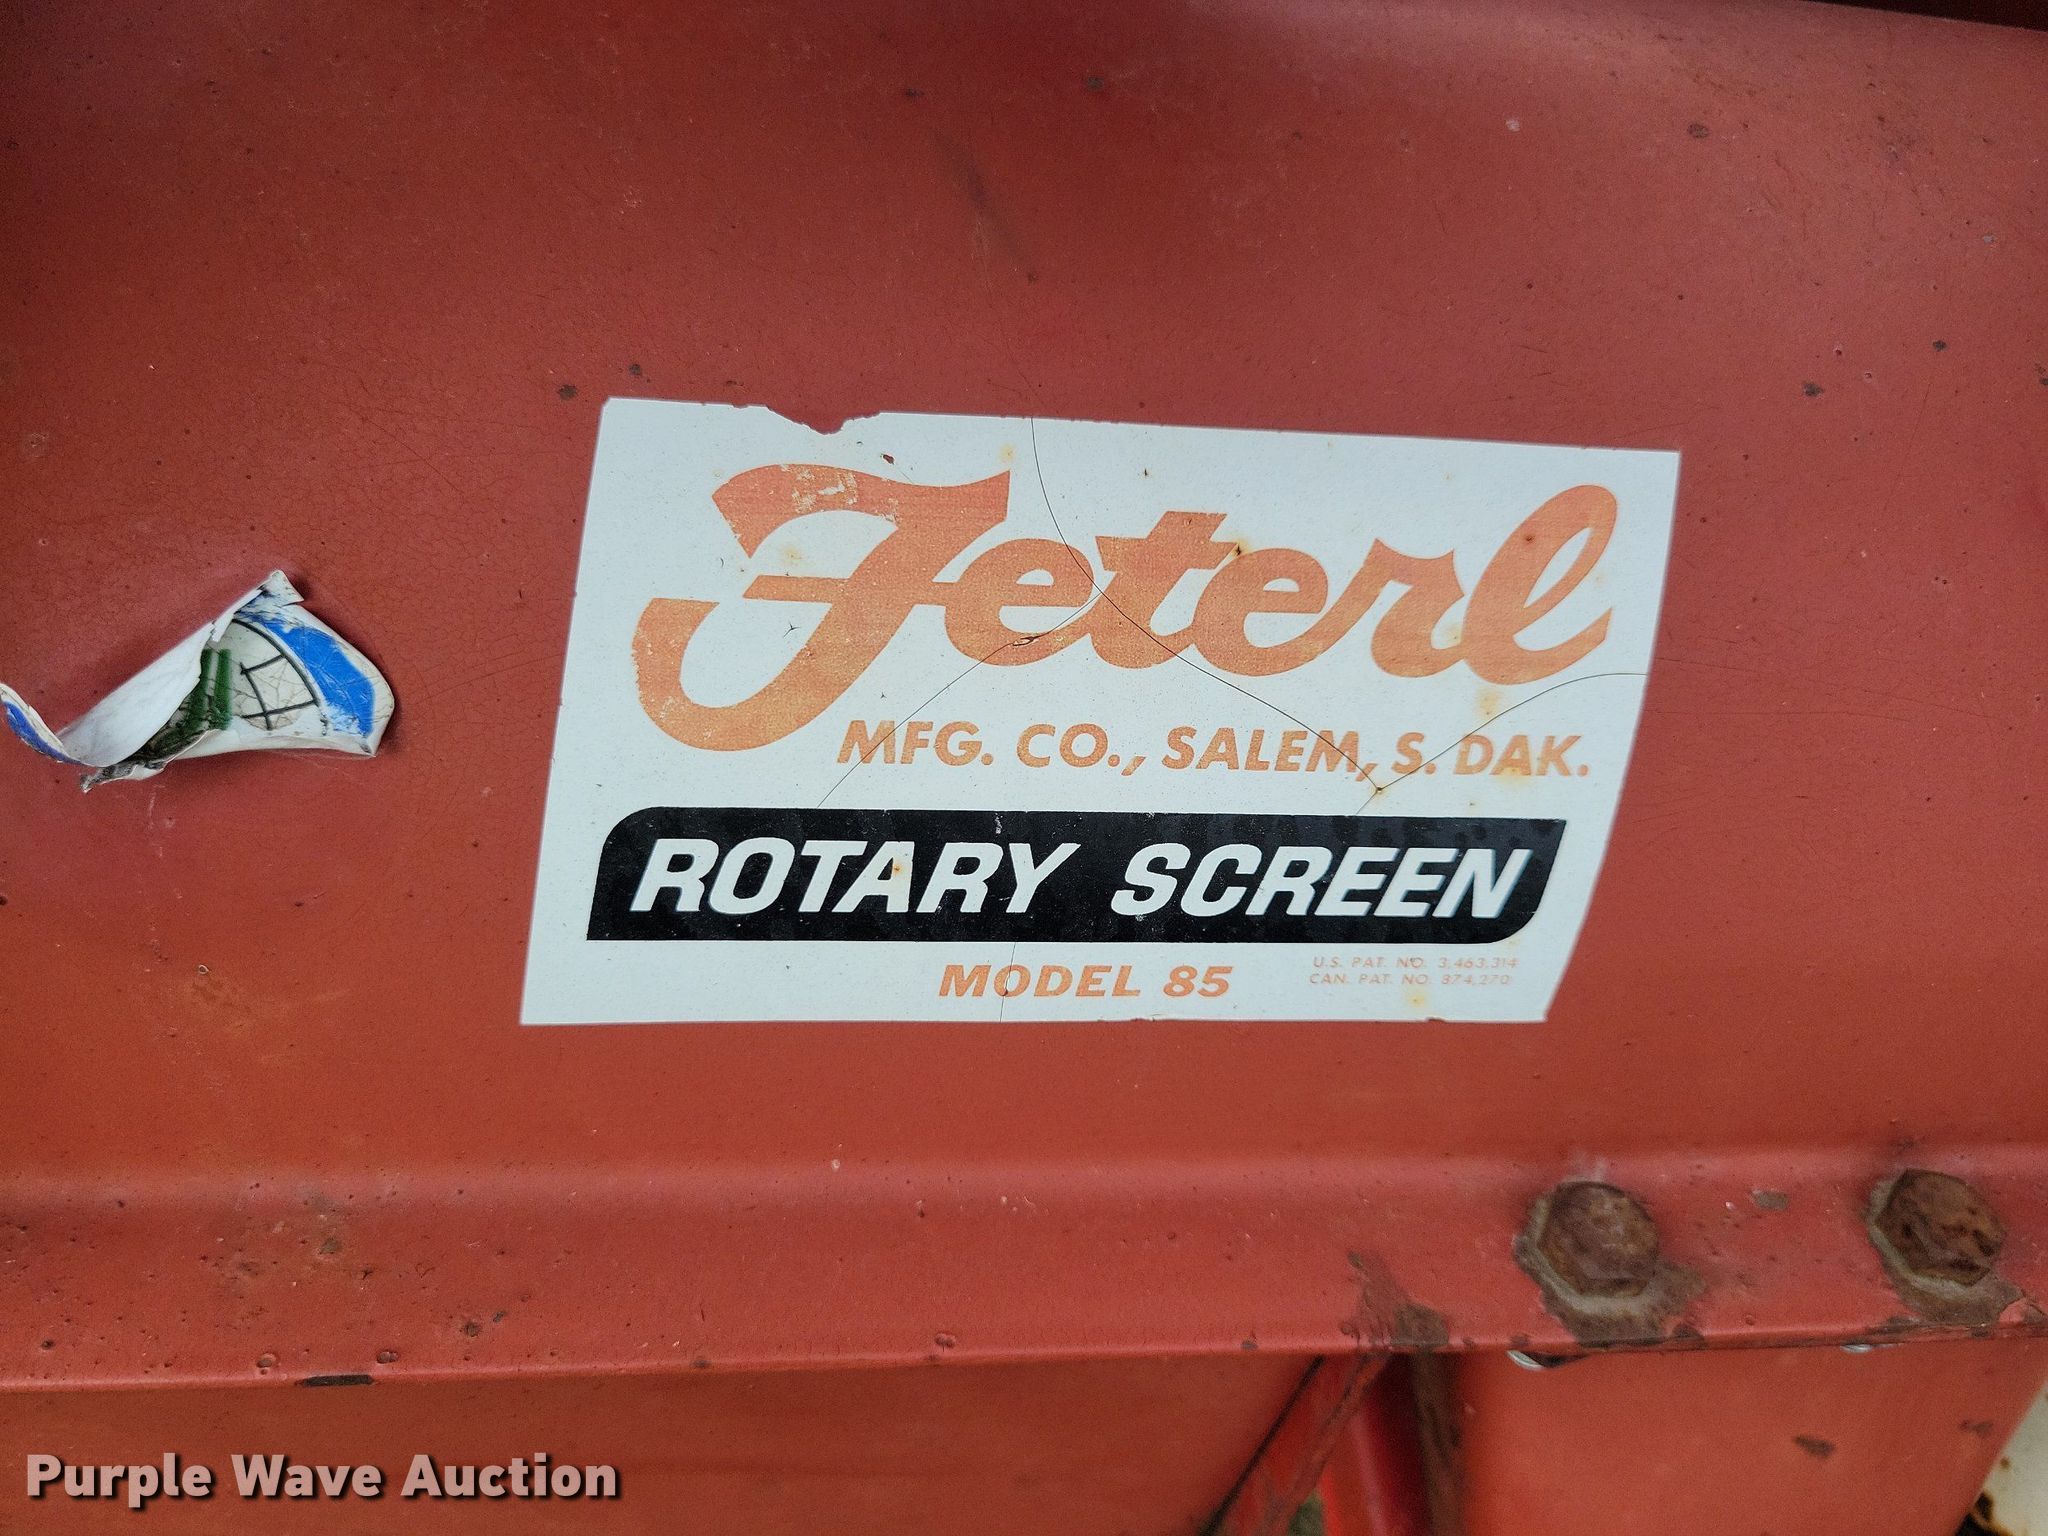 Feterl
MFG. CO., SALEM, S. DAK.
ROTARY SCREEN
MODEL 85
U.S. PAT. NO. 3,463,314
CAN. PAT. NO. 874,270
Purple Wave Auction